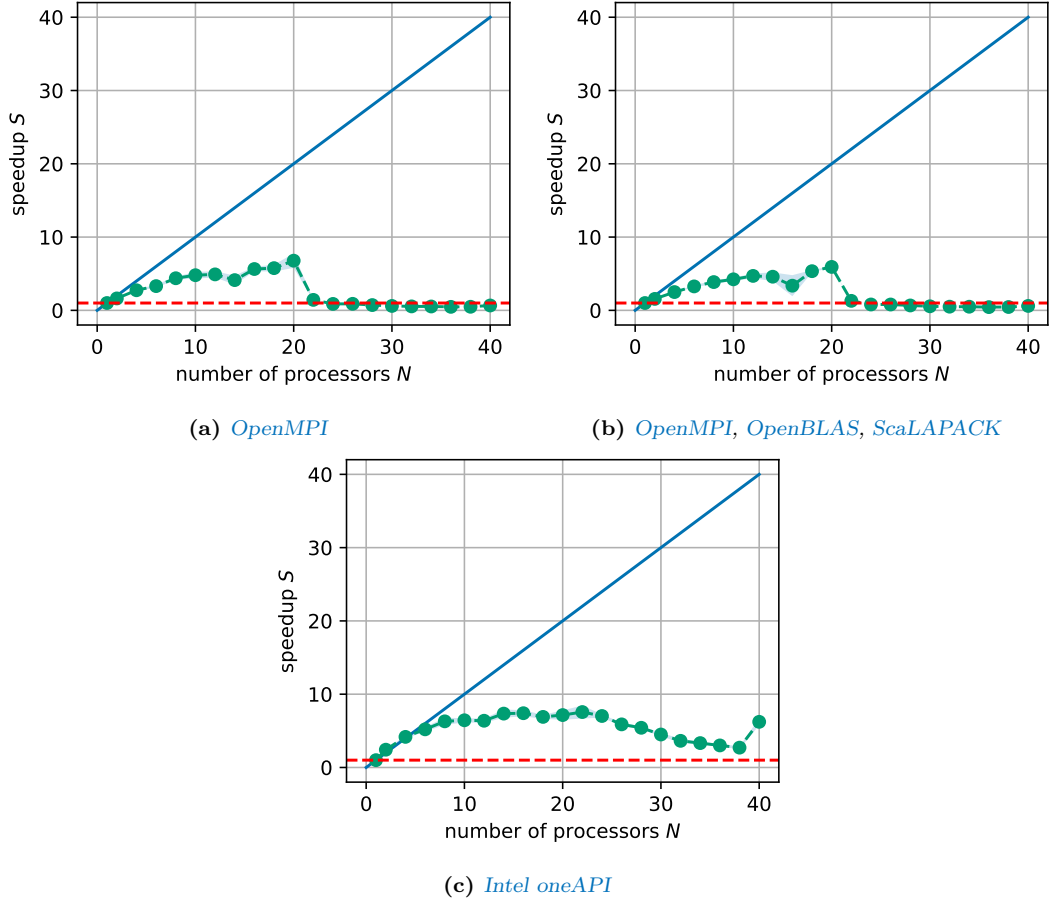 40
30
20
10
0
speedup S
0 10 20 30 40
number of processors N
(a) OpenMPI
40
30
20
10
0
speedup S
0 10 20 30 40
number of processors N
(b) OpenMPI, OpenBLAS, ScaLAPACK
40
30
20
10
0
speedup S
0 10 20 30 40
number of processors N
(c) Intel oneAPI